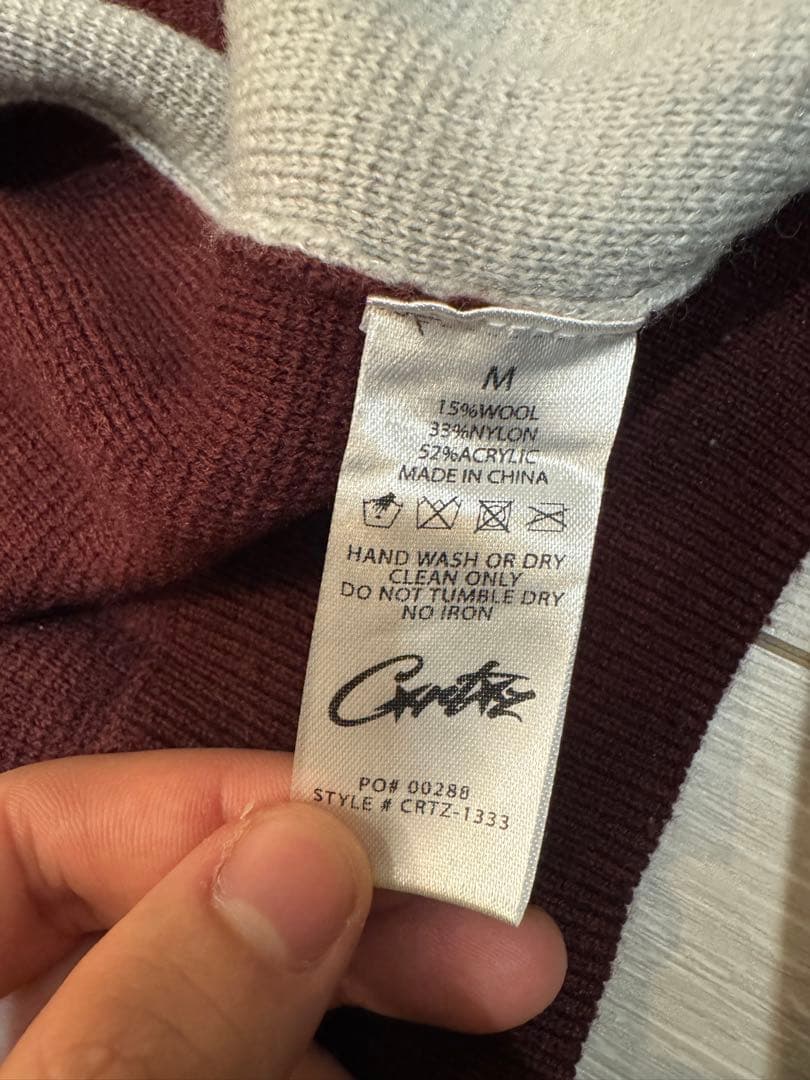 M
15%WOOL
33%NYLON
52%ACRYLIC
MADE IN CHINA
HAND WASH OR DRY
CLEAN ONLY
DO NOT TUMBLE DRY
NO IRON
Crrtz
PO# 00288
STYLE # CRTZ-1333